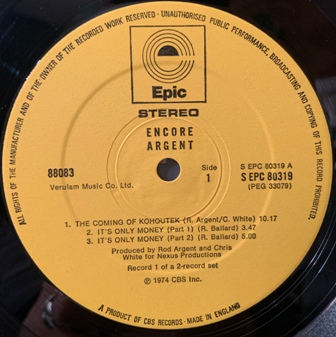 ALL RIGHTS OF THE MANUFACTURER AND OF THE OWNER OF THE RECORDED WORK RESERVED · UNAUTHORISED PUBLIC PERFORMANCE, BROADCASTING AND COPYING OF THIS RECORD PROHIBITED.
Epic
STEREO
ENCORE
ARGENT
88083
Verulam Music Co. Ltd.
Side
1
S EPC 80319 A
S EPC 80319
(PEG 33079)
1. THE COMING OF KOHOUTEK (R. Argent/C. White) 10.17
2. IT'S ONLY MONEY (Part 1) (R. Ballard) 3.47
3. IT'S ONLY MONEY (Part 2) (R. Ballard) 5.00
Produced by Rod Argent and Chris
White for Nexus Productions
Record 1 of a 2-record set
℗ 1974 CBS Inc.
A PRODUCT OF CBS RECORDS · MADE IN ENGLAND